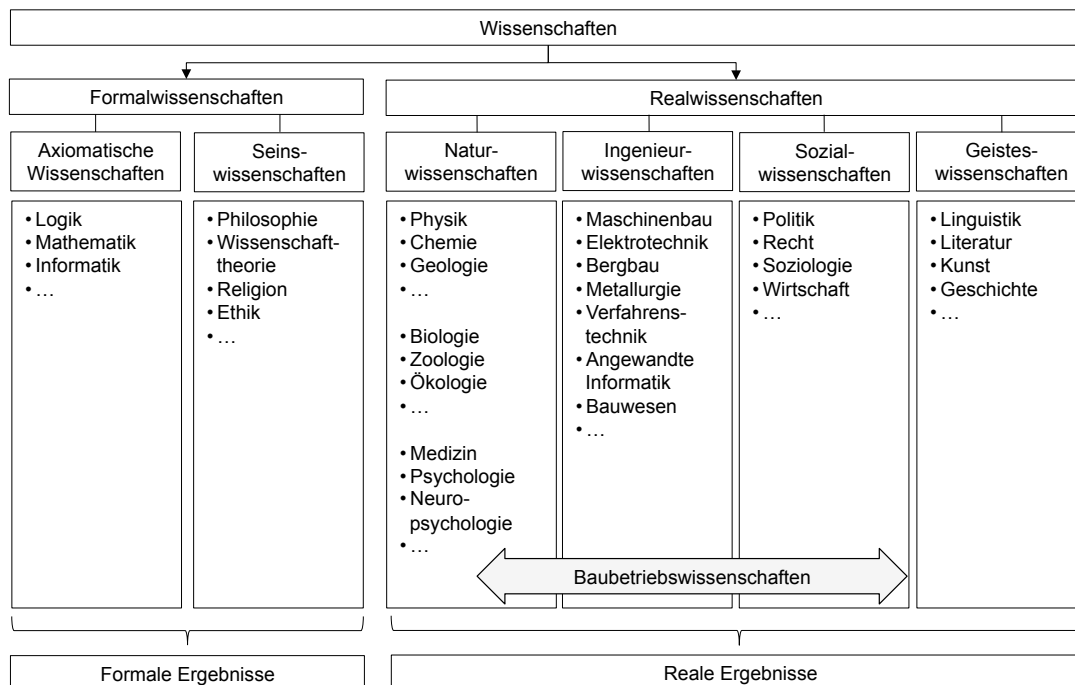 Wissenschaften
Formalwissenschaften
Realwissenschaften
Axiomatische
Wissenschaften
Seins-
wissenschaften
Natur-
wissenschaften
Ingenieur-
wissenschaften
Sozial-
wissenschaften
Geistes-
wissenschaften
• Logik
• Mathematik
• Informatik
• …
• Philosophie
• Wissenschaft-
theorie
• Religion
• Ethik
• …
• Physik
• Chemie
• Geologie
• …
• Biologie
• Zoologie
• Ökologie
• …
• Medizin
• Psychologie
• Neuro-
psychologie
• …
• Maschinenbau
• Elektrotechnik
• Bergbau
• Metallurgie
• Verfahrens-
technik
• Angewandte
Informatik
• Bauwesen
• …
• Politik
• Recht
• Soziologie
• Wirtschaft
• …
• Linguistik
• Literatur
• Kunst
• Geschichte
• …
Baubetriebswissenschaften
Formale Ergebnisse
Reale Ergebnisse